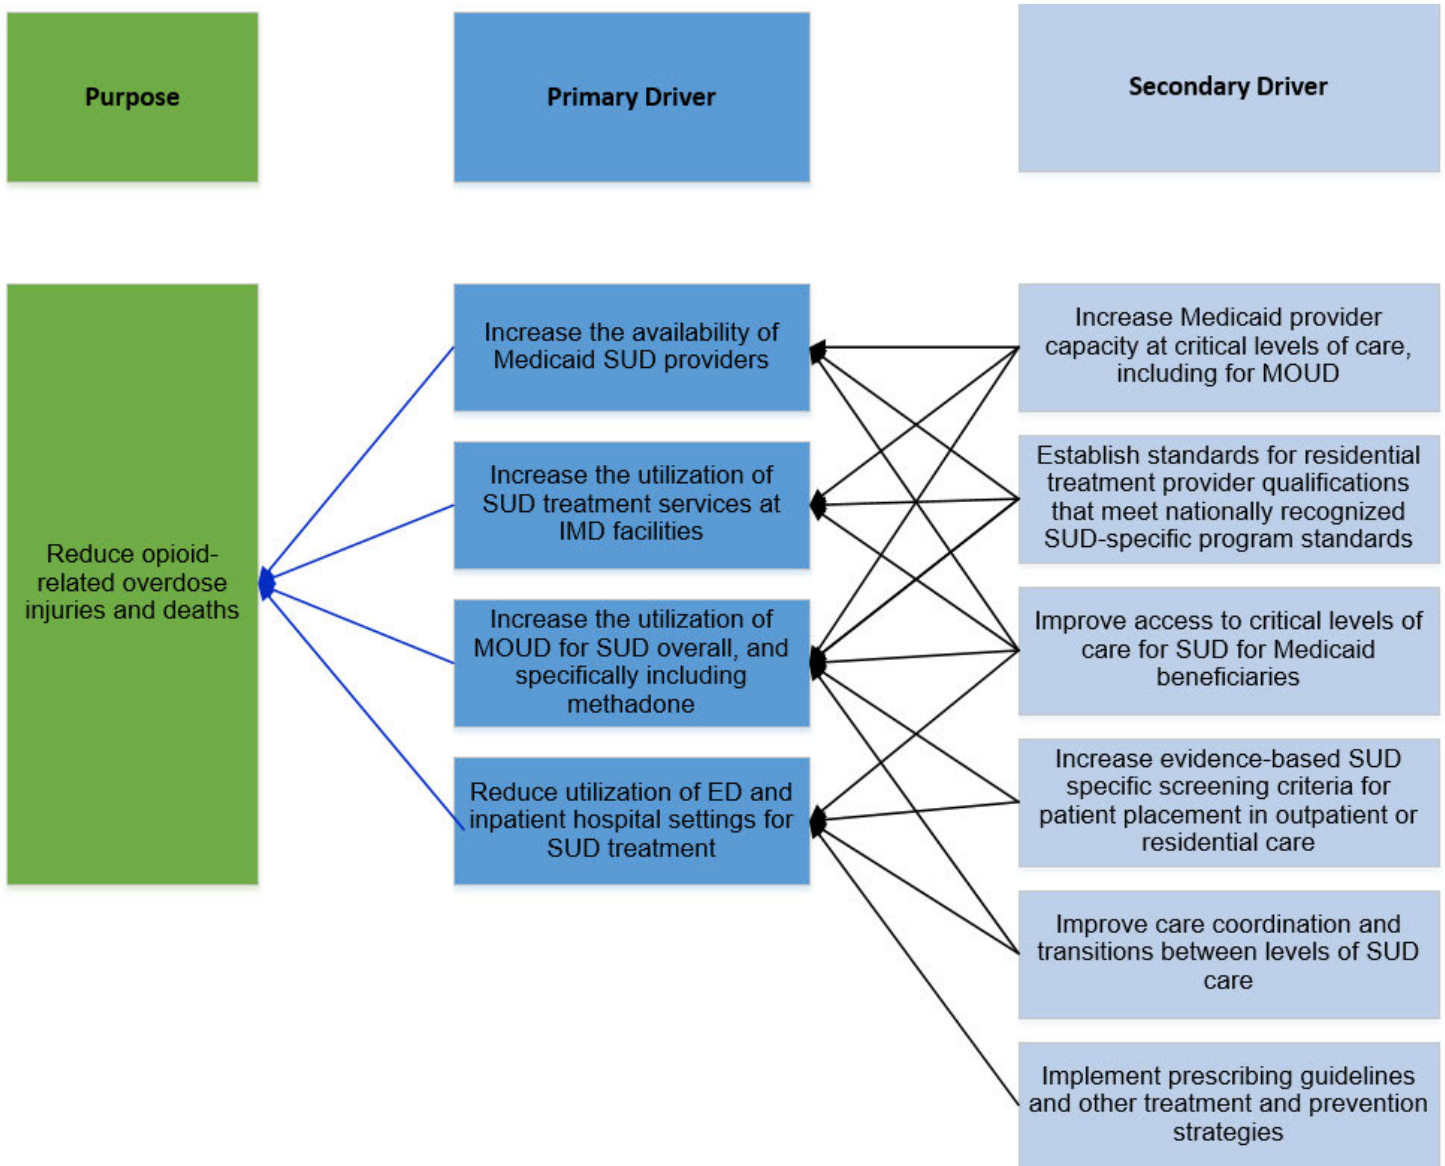 Purpose
Primary Driver
Secondary Driver
Reduce opioid-
related overdose
injuries and deaths
Increase the availability of
Medicaid SUD providers
Increase the utilization of
SUD treatment services at
IMD facilities
Increase the utilization of
MOUD for SUD overall, and
specifically including
methadone
Reduce utilization of ED and
inpatient hospital settings for
SUD treatment
Increase Medicaid provider
capacity at critical levels of care,
including for MOUD
Establish standards for residential
treatment provider qualifications
that meet nationally recognized
SUD-specific program standards
Improve access to critical levels of
care for SUD for Medicaid
beneficiaries
Increase evidence-based SUD
specific screening criteria for
patient placement in outpatient or
residential care
Improve care coordination and
transitions between levels of SUD
care
Implement prescribing guidelines
and other treatment and prevention
strategies